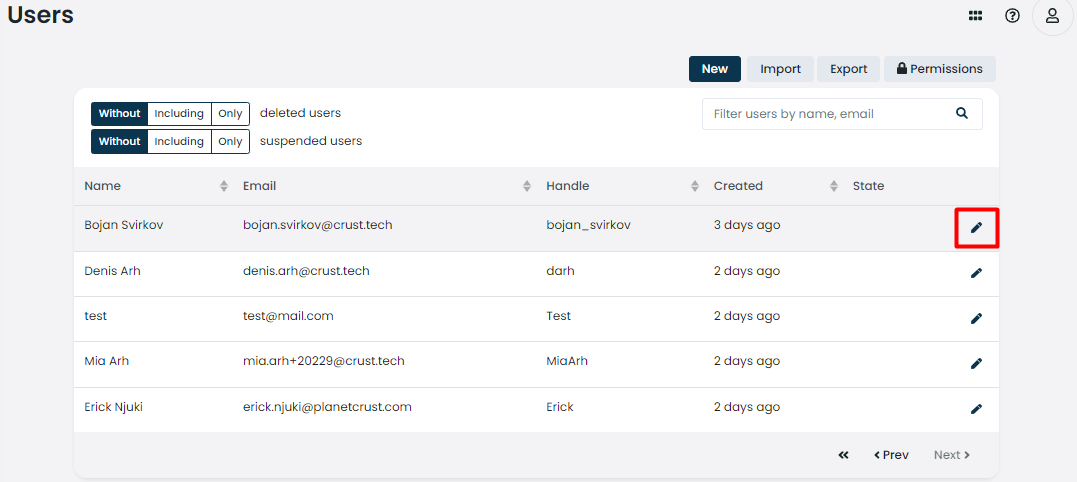 Users
New Import Export Permissions
Without Including Only deleted users
Filter users by name, email
Without Including Only suspended users
Name Email Handle Created State
Bojan Svirkov bojan.svirkov@crust.tech bojan_svirkov 3 days ago
Denis Arh denis.arh@crust.tech darh 2 days ago
test test@mail.com Test 2 days ago
Mia Arh mia.arh+20229@crust.tech MiaArh 2 days ago
Erick Njuki erick.njuki@planetcrust.com Erick 2 days ago
Prev Next